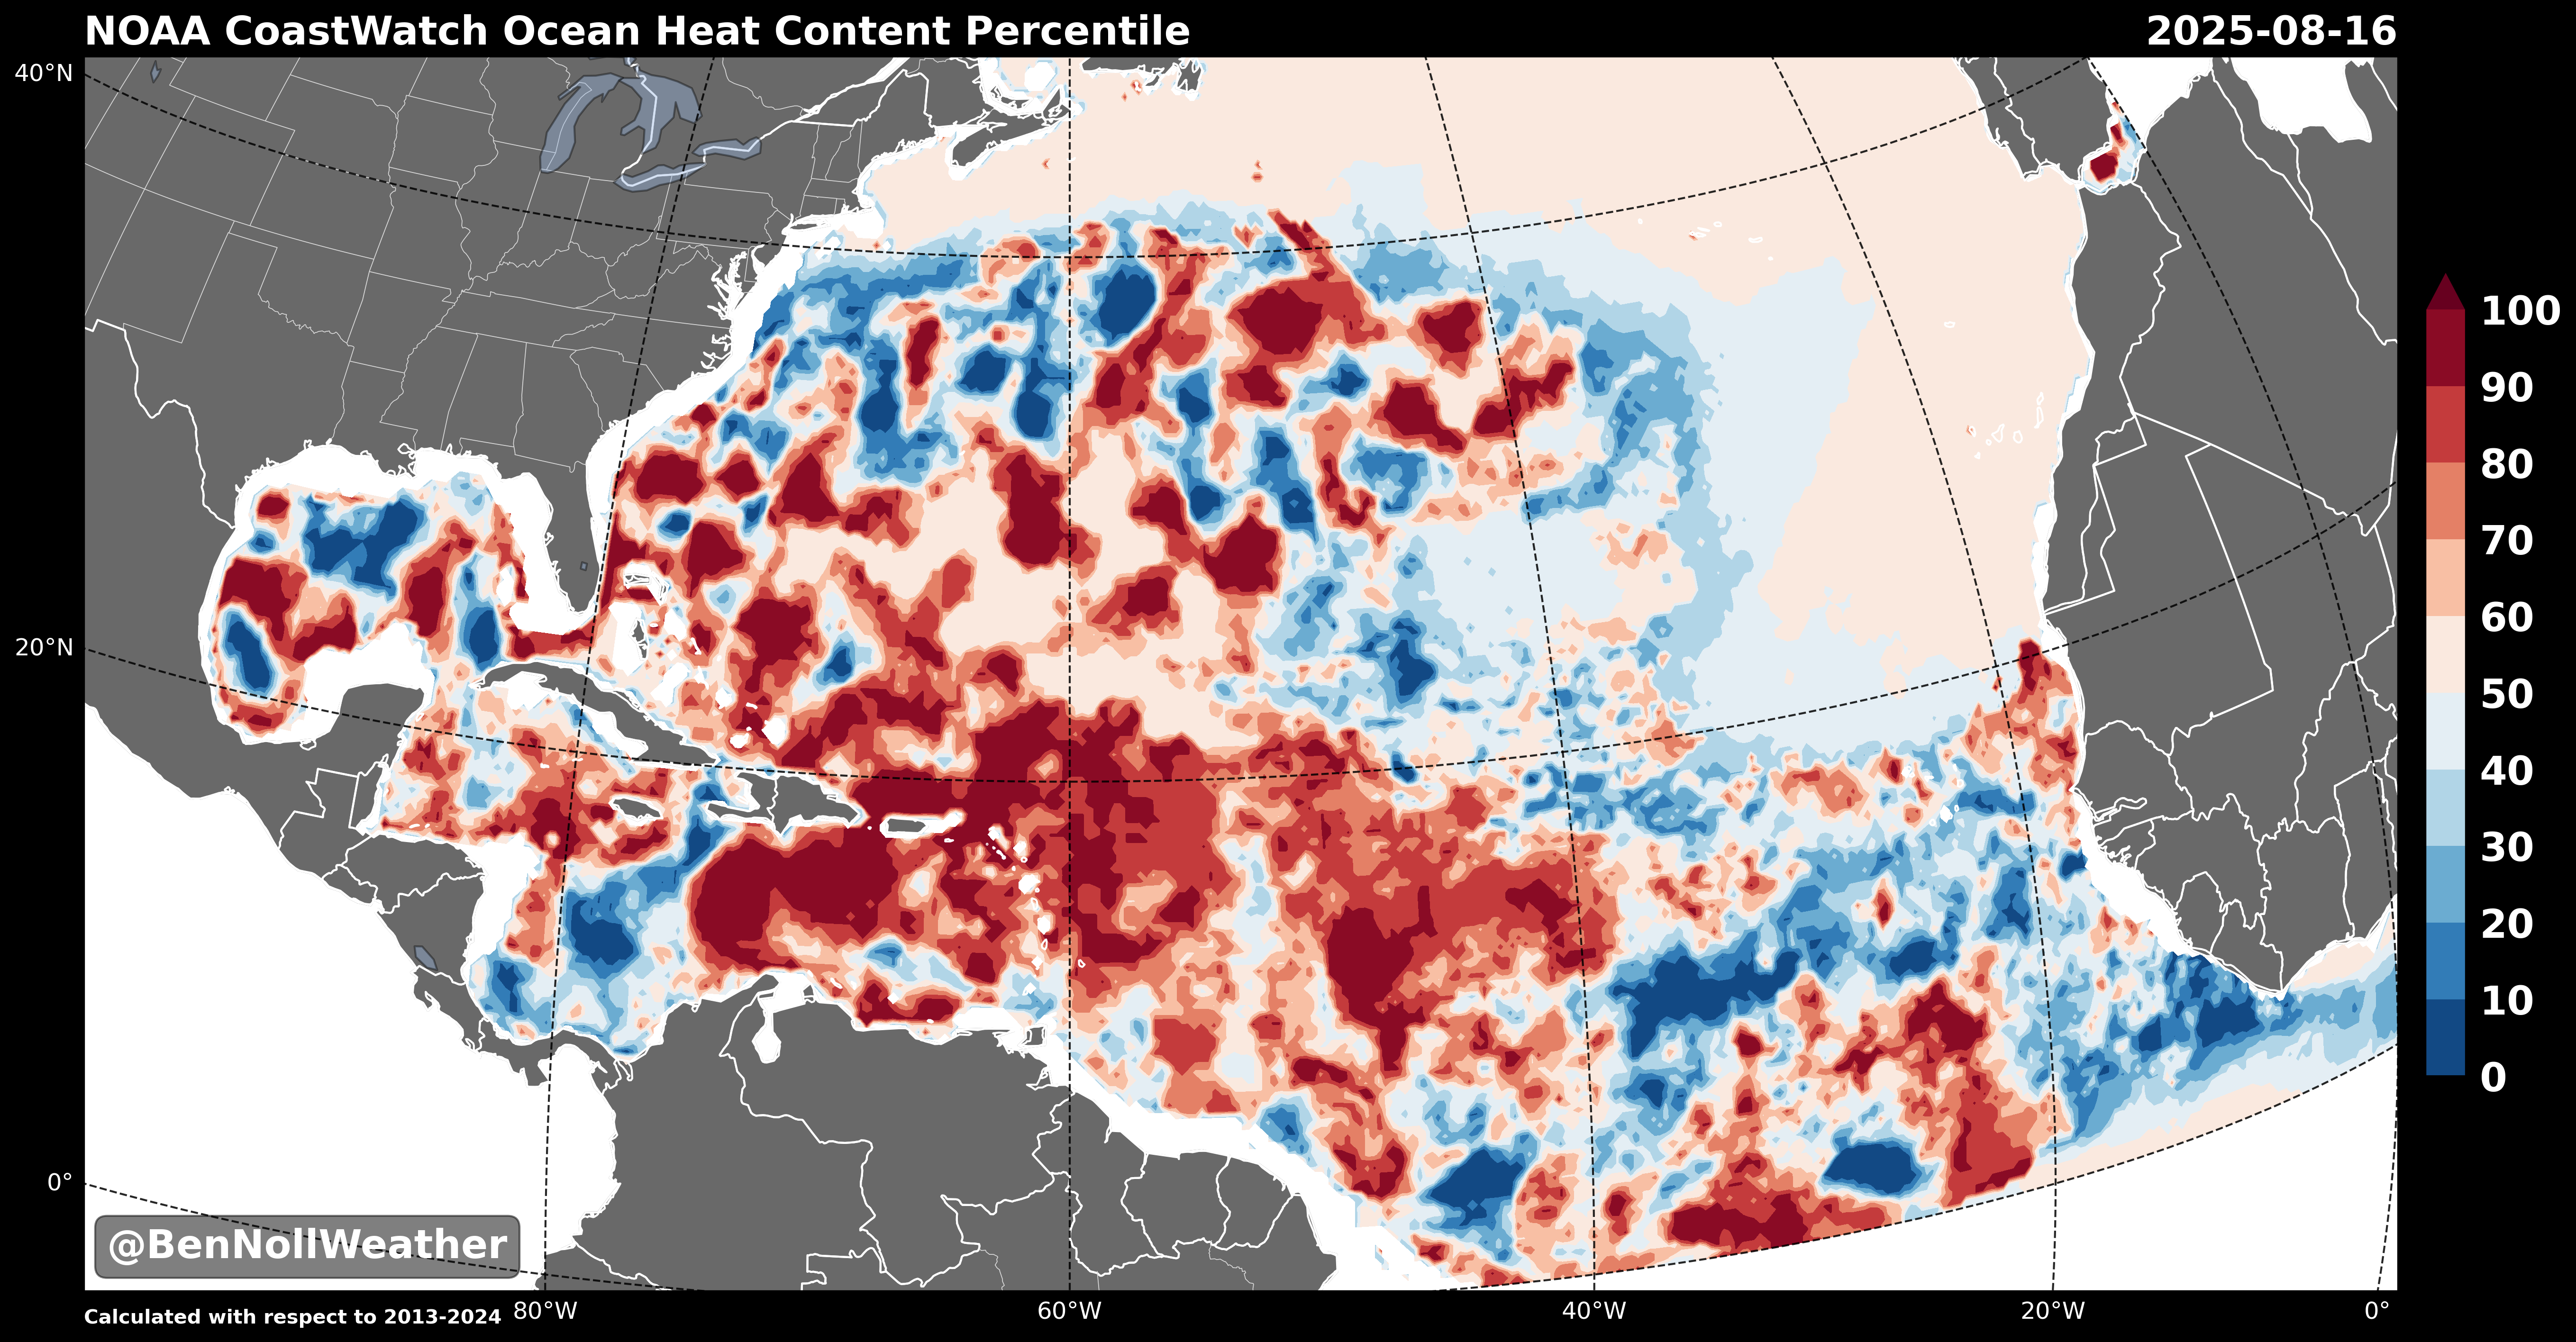 NOAA CoastWatch Ocean Heat Content Percentile
2025-08-16
40°N
20°N
0°
100
90
80
70
60
50
40
30
20
10
0
@BenNollWeather
Calculated with respect to 2013-2024
80°W
60°W
40°W
20°W
0°